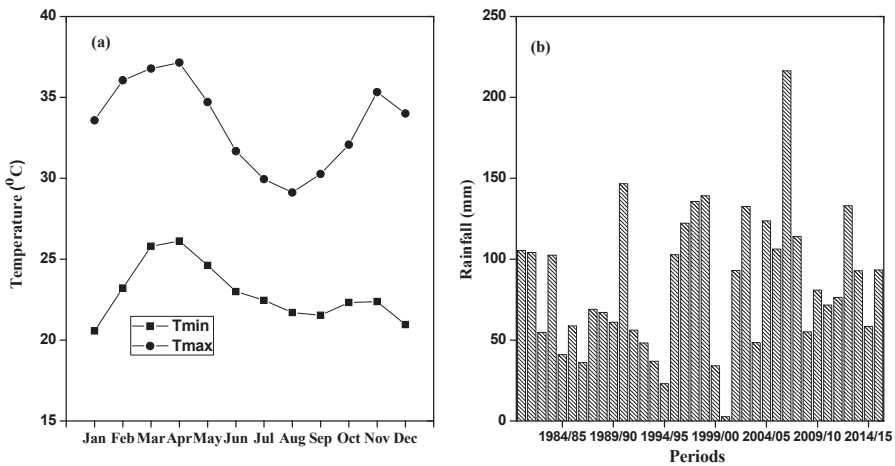 (a)
40
35
30
25
20
15
Temperature (⁰C)
Tmin
Tmax
Jan Feb Mar Apr May Jun Jul Aug Sep Oct Nov Dec
(b)
250
200
150
100
50
0
Rainfall (mm)
1984/85 1989/90 1994/95 1999/00 2004/05 2009/10 2014/15
Periods